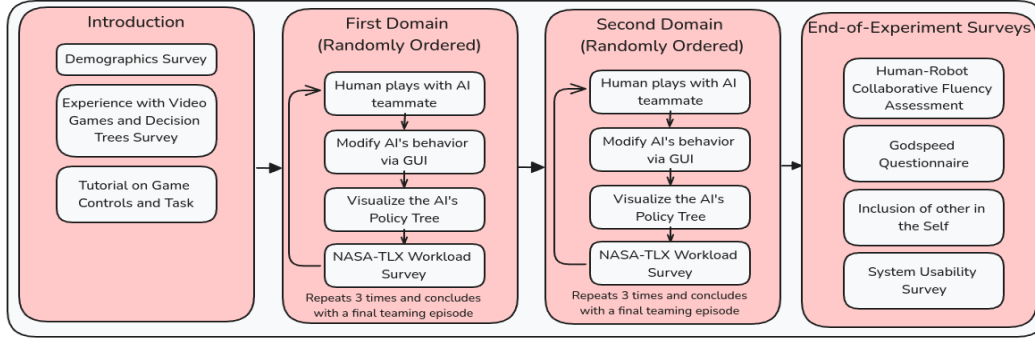 Introduction
Demographics Survey
Experience with Video
Games and Decision
Trees Survey
Tutorial on Game
Controls and Task
First Domain
(Randomly Ordered)
Human plays with AI
teammate
Modify AI's behavior
via GUI
Visualize the AI's
Policy Tree
NASA-TLX Workload
Survey
Repeats 3 times and concludes
with a final teaming episode
Second Domain
(Randomly Ordered)
Human plays with AI
teammate
Modify AI's behavior
via GUI
Visualize the AI's
Policy Tree
NASA-TLX Workload
Survey
Repeats 3 times and concludes
with a final teaming episode
End-of-Experiment Surveys
Human-Robot
Collaborative Fluency
Assessment
Godspeed
Questionnaire
Inclusion of other in
the Self
System Usability
Survey